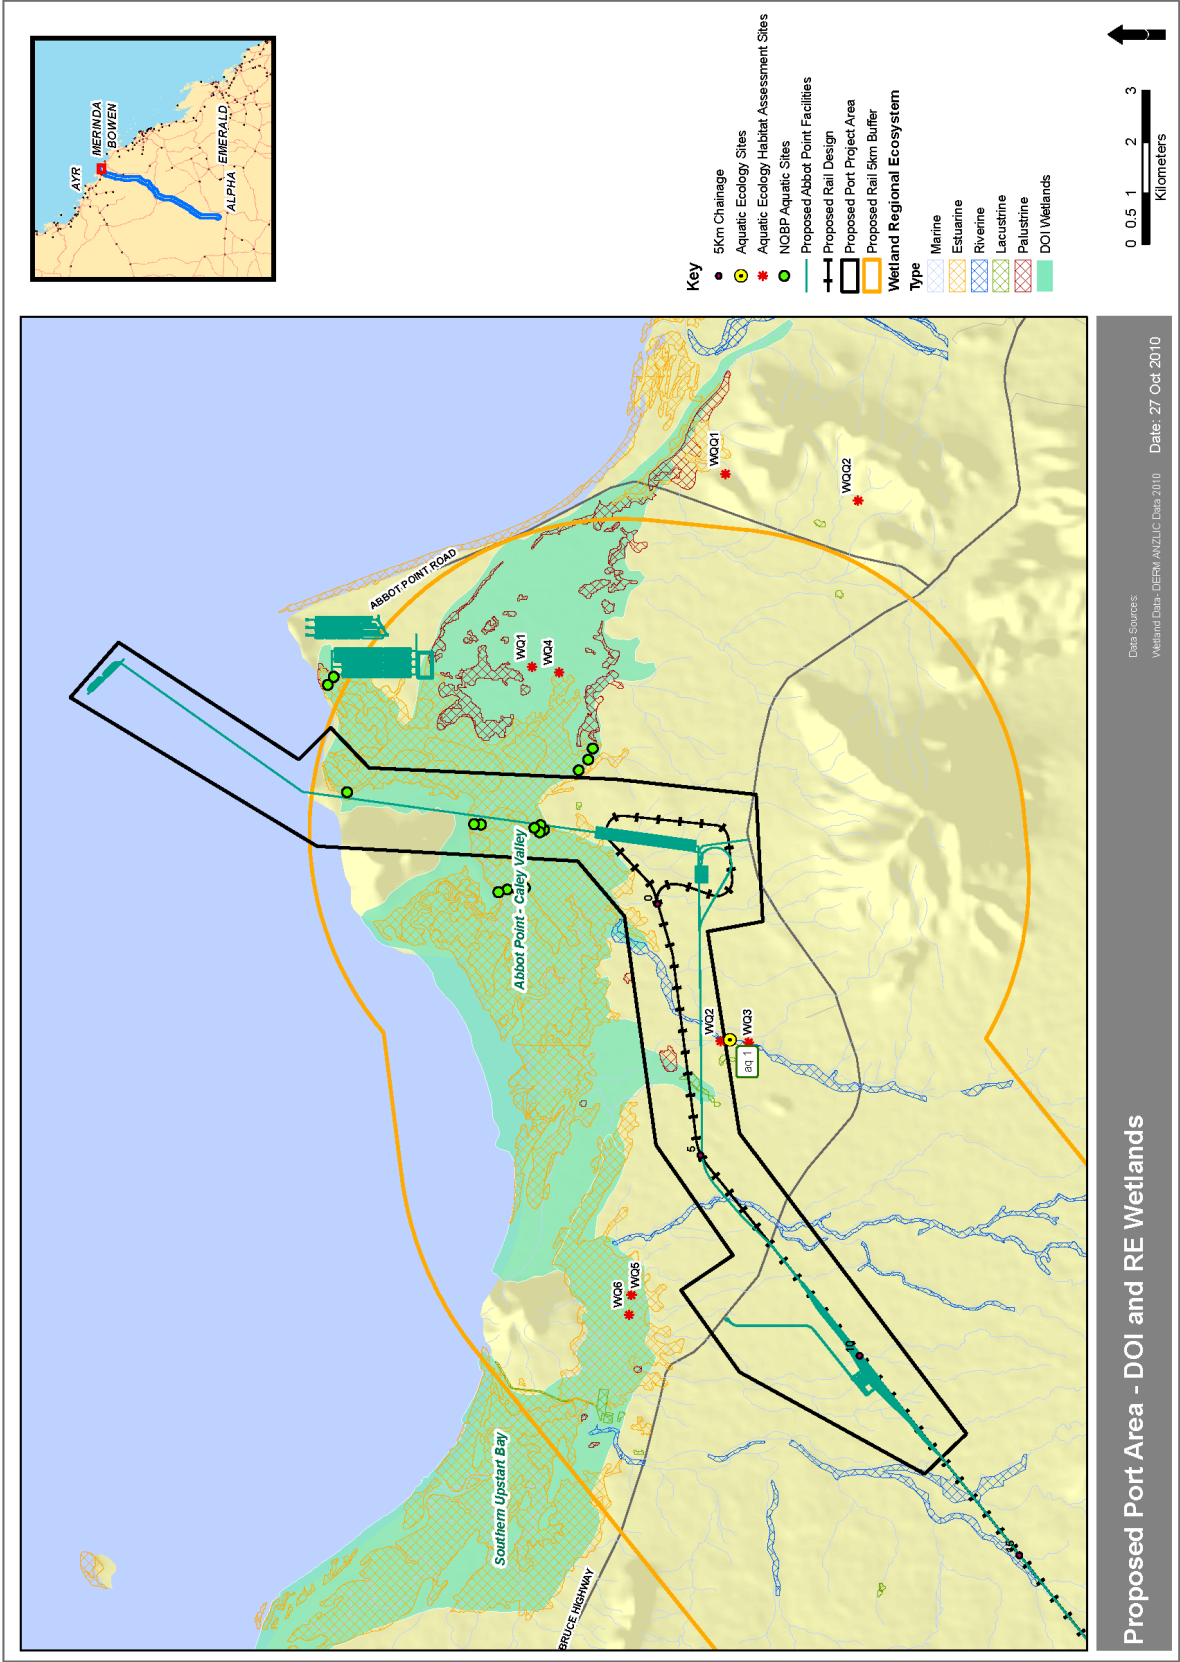 AYR
MERINDA
BOWEN
EMERALD
ALPHA
Key
5Km Chainage
Aquatic Ecology Sites
Aquatic Ecology Habitat Assessment Sites
NQBP Aquatic Sites
Proposed Abbot Point Facilities
Proposed Rail Design
Proposed Port Project Area
Proposed Rail 5km Buffer
Wetland Regional Ecosystem
Type
Marine
Estuarine
Riverine
Lacustrine
Palustrine
DOI Wetlands
0 0.5 1 2 3
Kilometers
ABBOT POINT ROAD
WQ1
WQ4
WQQ1
WQQ2
Abbot Point - Caley Valley
0
WQ2
WQ3
aq 1
5
WQ6
WQ5
10
Southern Upstart Bay
BRUCE HIGHWAY
15
Proposed Port Area - DOI and RE Wetlands
Data Sources:
Wetland Data- DERM ANZLIC Data 2010
Date: 27 Oct 2010